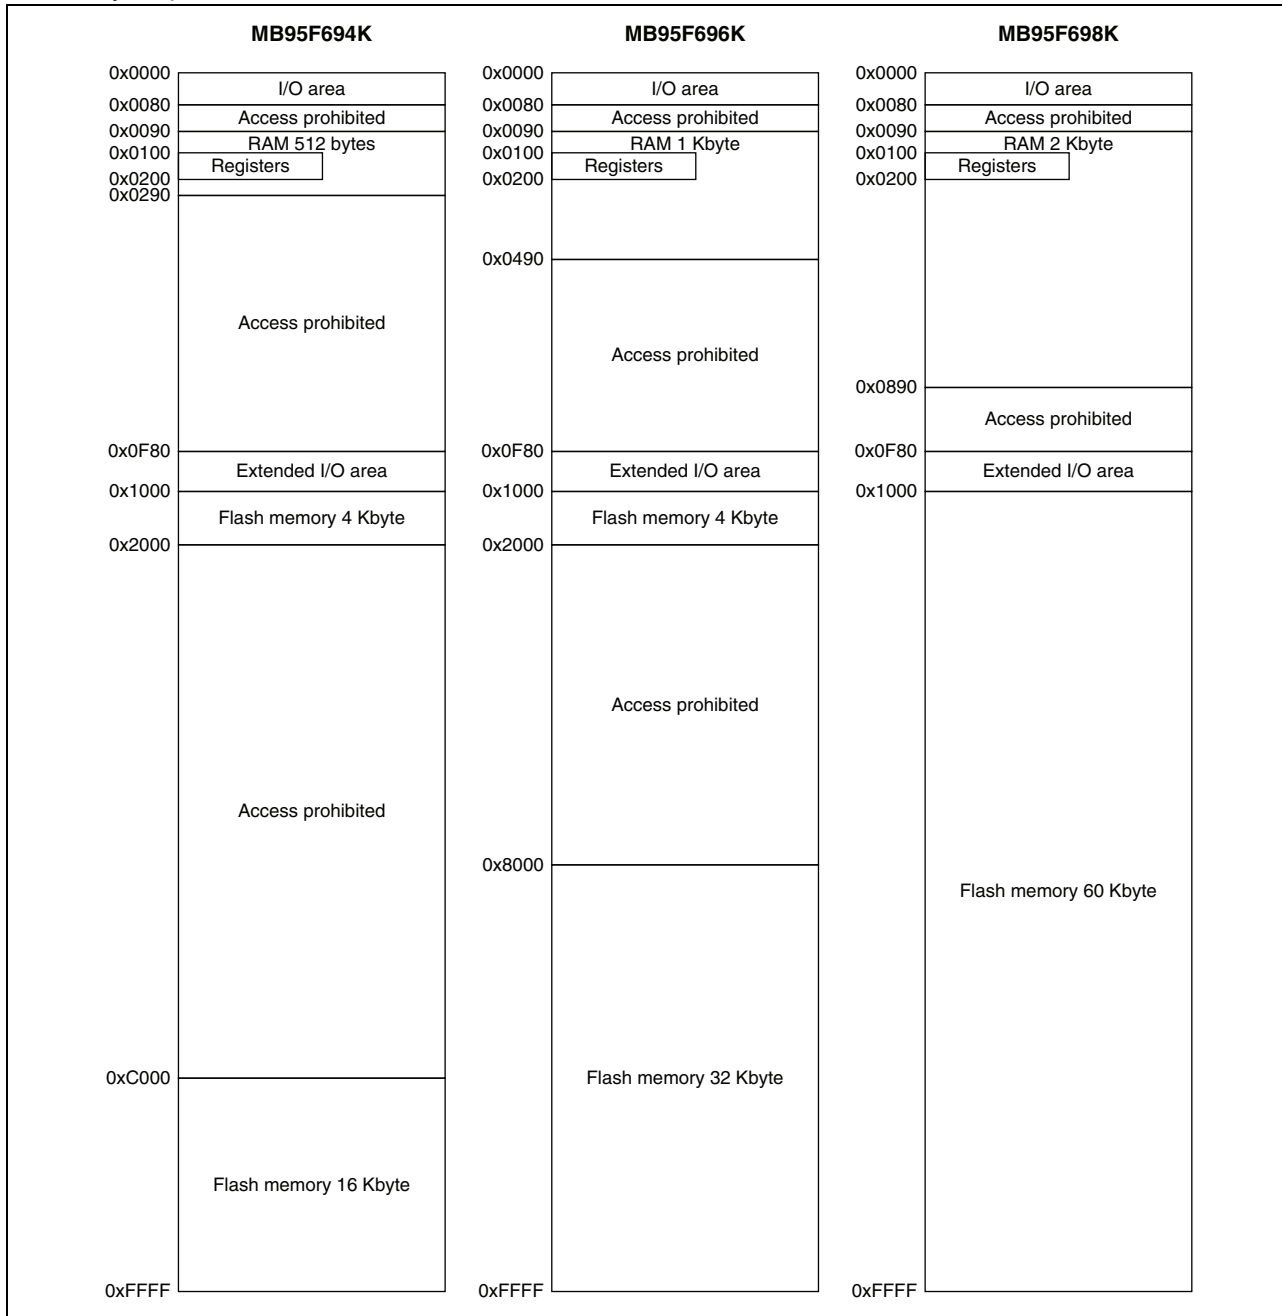 MB95F694K
0x0000
I/O area
0x0080
Access prohibited
0x0090
RAM 512 bytes
0x0100
Registers
0x0200
0x0290
Access prohibited
0x0F80
Extended I/O area
0x1000
Flash memory 4 Kbyte
0x2000
Access prohibited
0xC000
Flash memory 16 Kbyte
0xFFFF
MB95F696K
0x0000
I/O area
0x0080
Access prohibited
0x0090
RAM 1 Kbyte
0x0100
Registers
0x0200
0x0490
Access prohibited
0x0F80
Extended I/O area
0x1000
Flash memory 4 Kbyte
0x2000
Access prohibited
0x8000
Flash memory 32 Kbyte
0xFFFF
MB95F698K
0x0000
I/O area
0x0080
Access prohibited
0x0090
RAM 2 Kbyte
0x0100
Registers
0x0200
0x0890
Access prohibited
0x0F80
Extended I/O area
0x1000
Flash memory 60 Kbyte
0xFFFF